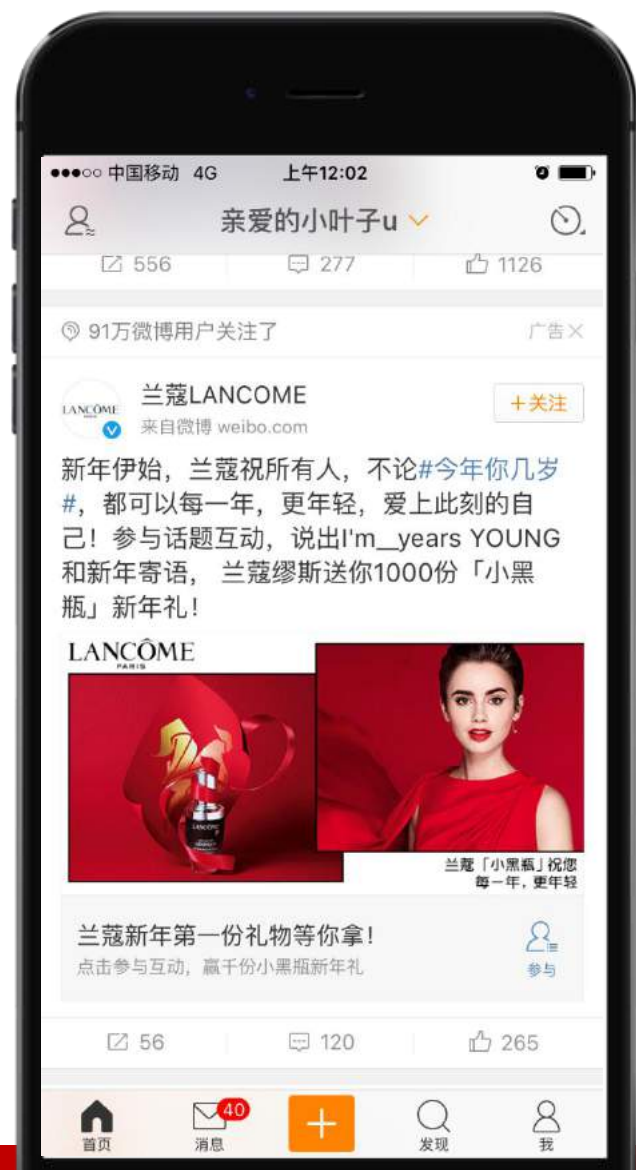 中国移动 4G 上午12:02
亲爱的小叶子u
556 277 1126
91万微博用户关注了 广告
LANCÔME
兰蔻LANCOME
+关注
来自微博 weibo.com
新年伊始，兰蔻祝所有人，不论#今年你几岁
#，都可以每一年，更年轻，爱上此刻的自
己！参与话题互动，说出I'm__years YOUNG
和新年寄语， 兰蔻缪斯送你1000份「小黑
瓶」新年礼！
LANCÔME
PARIS
LANCÔME
兰蔻「小黑瓶」祝您
每一年，更年轻
兰蔻新年第一份礼物等你拿！
点击参与互动，赢千份小黑瓶新年礼
参与
56 120 265
40
首页 消息 发现 我